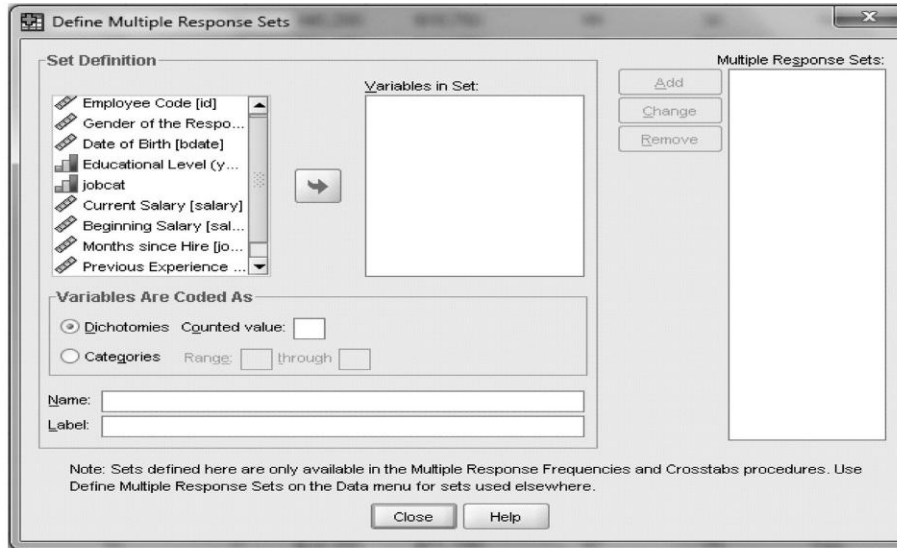 Define Multiple Response Sets
Set Definition
Employee Code [id]
Gender of the Respo...
Date of Birth [bdate]
Educational Level (y...
jobcat
Current Salary [salary]
Beginning Salary [sal...
Months since Hire [jo...
Previous Experience ...
Variables in Set:
Add
Change
Remove
Multiple Response Sets:
Variables Are Coded As
Dichotomies Counted value:
Categories Range: through
Name:
Label:
Note: Sets defined here are only available in the Multiple Response Frequencies and Crosstabs procedures. Use
Define Multiple Response Sets on the Data menu for sets used elsewhere.
Close Help